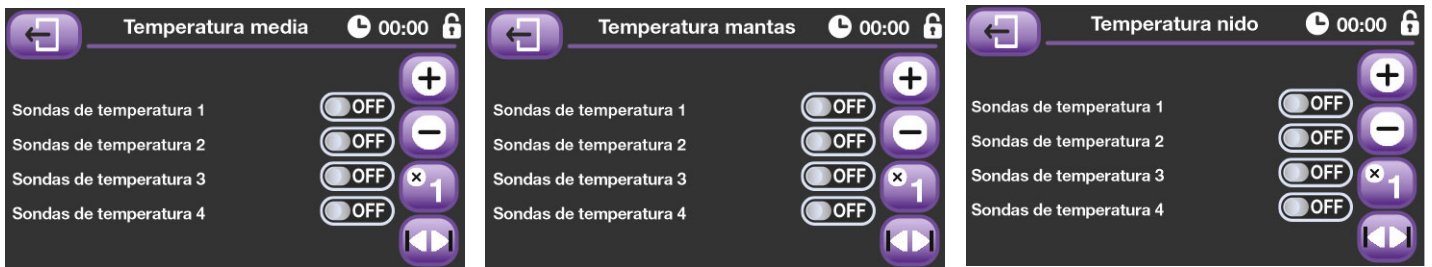 Temperatura media 00:00
Sondas de temperatura 1 OFF
Sondas de temperatura 2 OFF
Sondas de temperatura 3 OFF
Sondas de temperatura 4 OFF
×1
Temperatura mantas 00:00
Sondas de temperatura 1 OFF
Sondas de temperatura 2 OFF
Sondas de temperatura 3 OFF
Sondas de temperatura 4 OFF
×1
Temperatura nido 00:00
Sondas de temperatura 1 OFF
Sondas de temperatura 2 OFF
Sondas de temperatura 3 OFF
Sondas de temperatura 4 OFF
×1